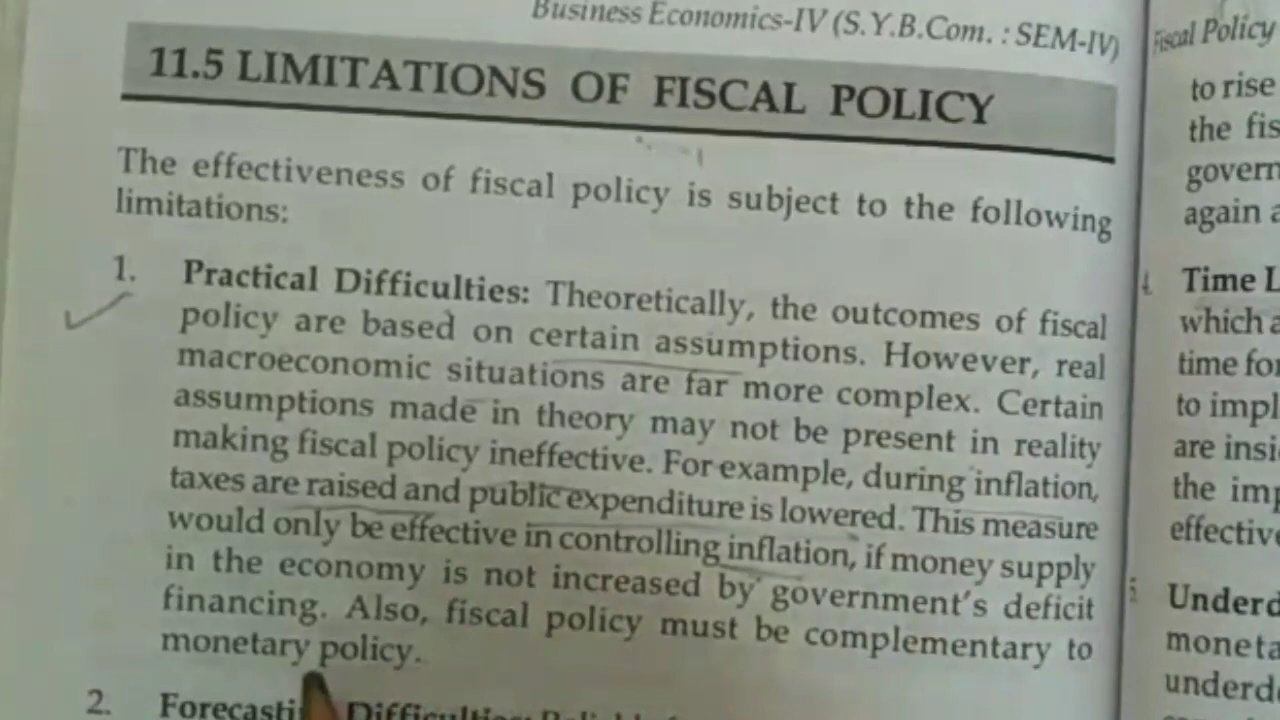 Business Economics-IV (S.Y.B.Com. : SEM-IV)
11.5 LIMITATIONS OF FISCAL POLICY
The effectiveness of fiscal policy is subject to the following
limitations:
1. Practical Difficulties: Theoretically, the outcomes of fiscal
policy are based on certain assumptions. However, real
macroeconomic situations are far more complex. Certain
assumptions made in theory may not be present in reality
making fiscal policy ineffective. For example, during inflation,
taxes are raised and public expenditure is lowered. This measure
would only be effective in controlling inflation, if money supply
in the economy is not increased by government's deficit
financing. Also, fiscal policy must be complementary to
monetary policy.
2.
Fiscal Policy
to rise
the fis
govern
again a
Time L
which a
time for
to impl
are insi
the imp
effective
Underd
moneta
underd